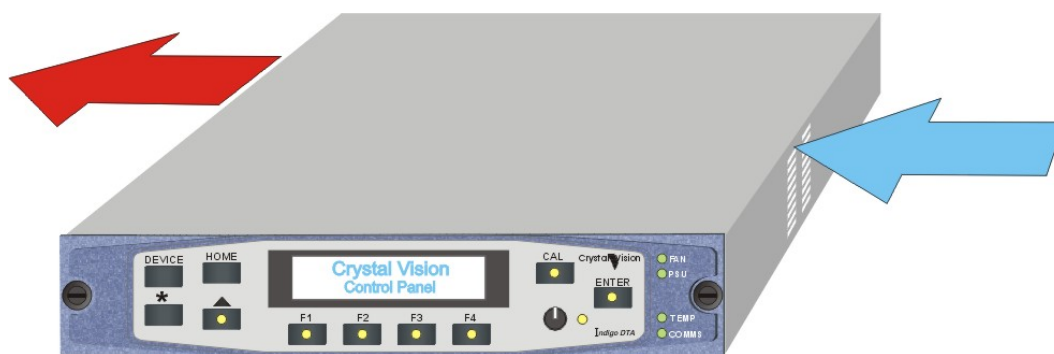 DEVICE
HOME
*
Crystal Vision
Control Panel
F1
F2
F3
F4
CAL
Crystal Vision
ENTER
Indigo DTA
FAN
PSU
TEMP
COMMS